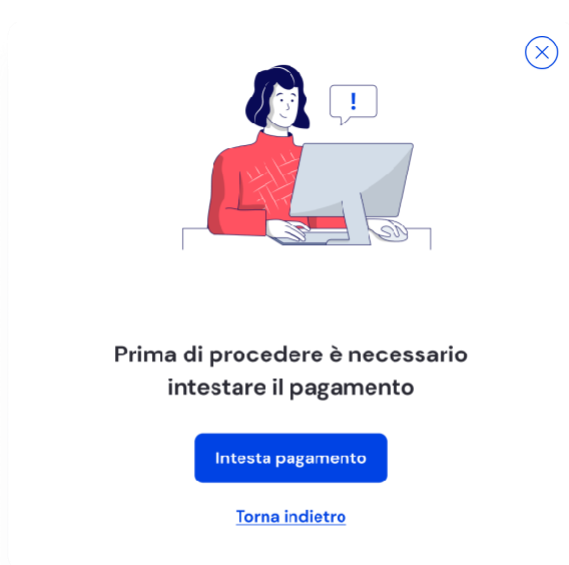 !
Prima di procedere è necessario
intestare il pagamento
Intesta pagamento
Torna indietro